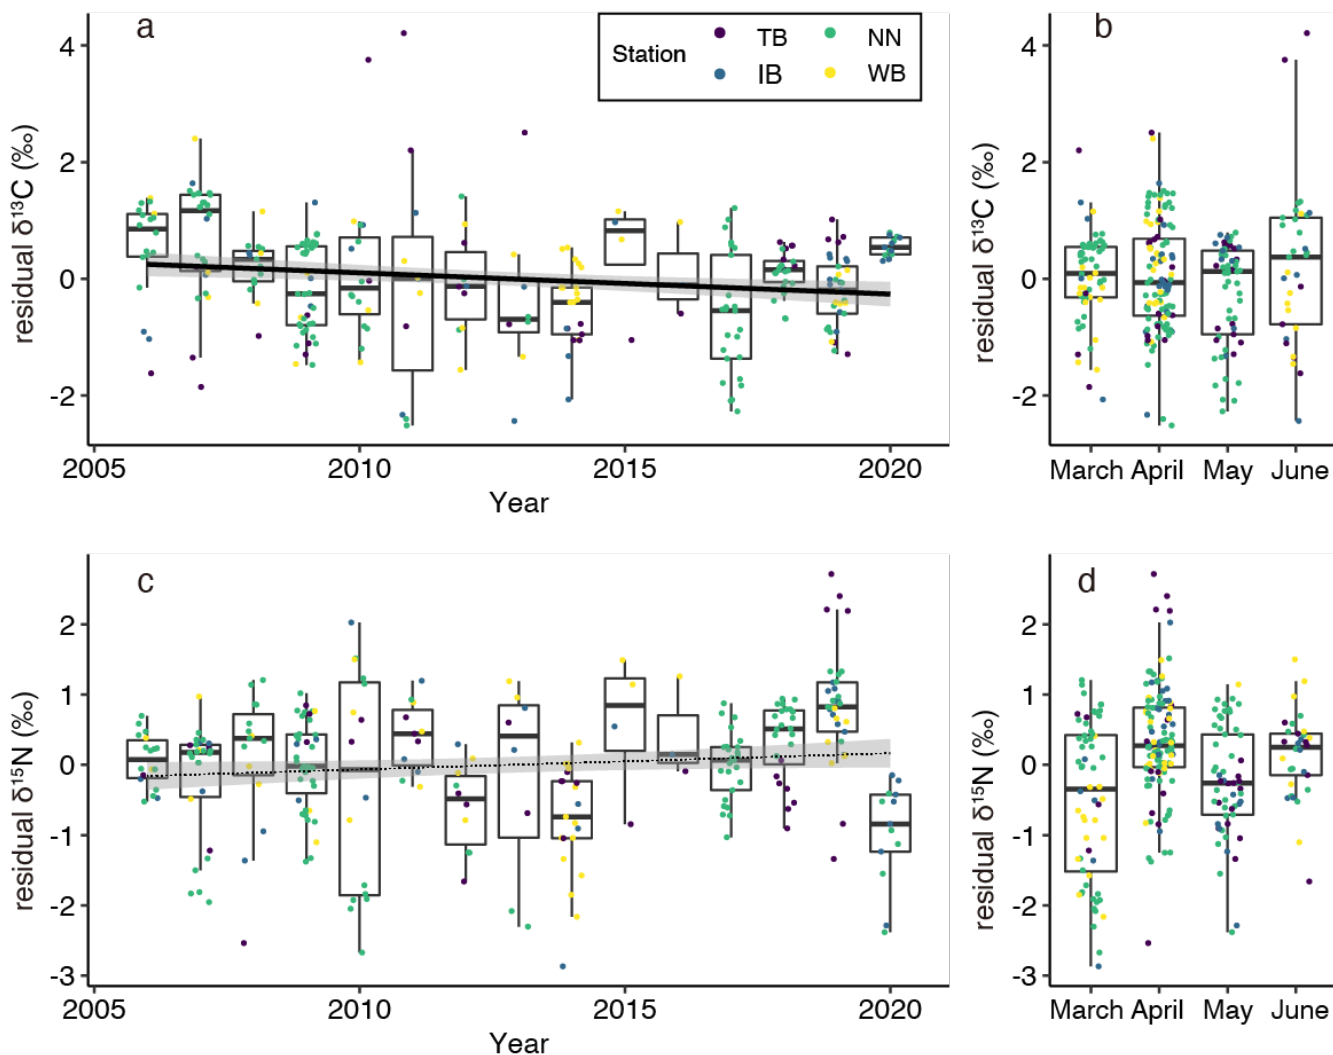 a
Station
TB
NN
IB
WB
residual δ¹³C (‰)
4
2
0
-2
2005
2010
2015
2020
Year
b
residual δ¹³C (‰)
4
2
0
-2
March
April
May
June
c
residual δ¹⁵N (‰)
2
1
0
-1
-2
-3
2005
2010
2015
2020
Year
d
residual δ¹⁵N (‰)
2
1
0
-1
-2
-3
March
April
May
June